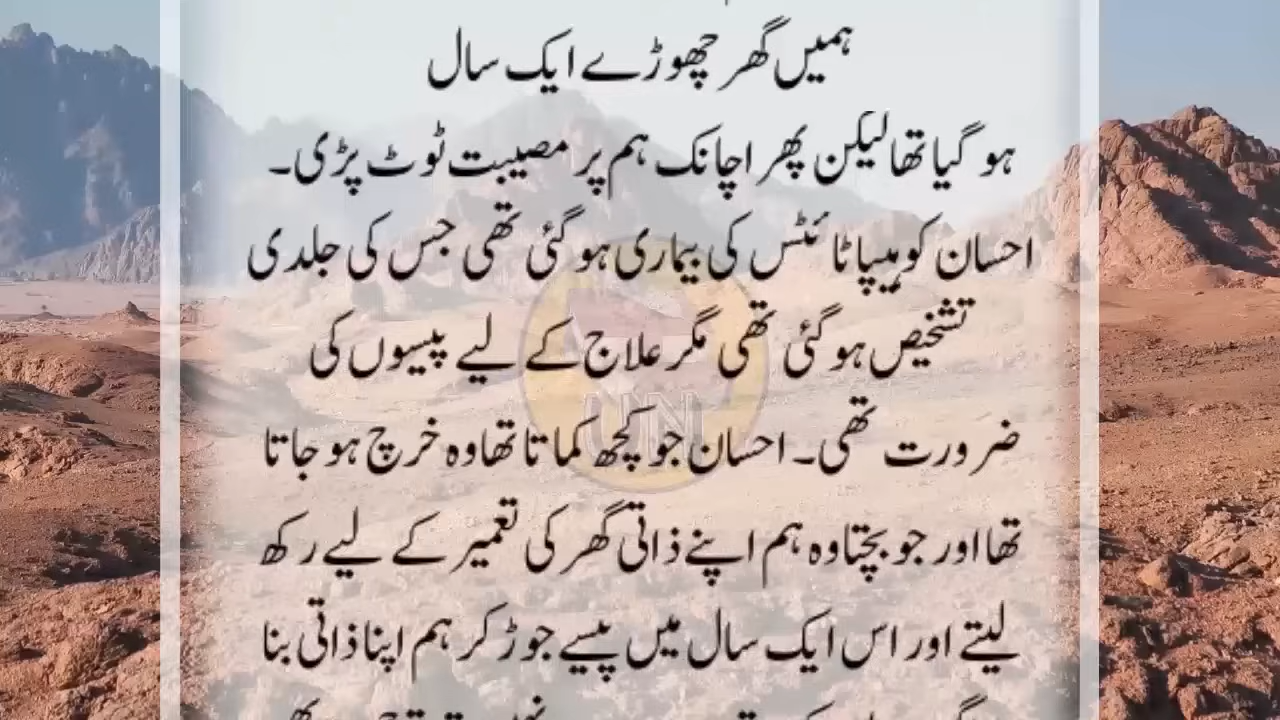 ہمیں گھر چھوڑے ایک سال
ہو گیا تھا لیکن پھر اچانک ہم پر مصیبت ٹوٹ پڑی۔
احسان کو ہیپاٹائٹس کی بیماری ہو گئی تھی جس کی جلدی
تشخیص ہو گئی تھی مگر علاج کے لیے پیسوں کی
ضرورت تھی۔ احسان جو کچھ کماتا تھا وہ خرچ ہو جاتا
تھا اور جو بچتا وہ ہم اپنے ذاتی گھر کی تعمیر کے لیے رکھ
لیتے اور اس ایک سال میں پیسے جوڑ کر ہم اپنا ذاتی بنا